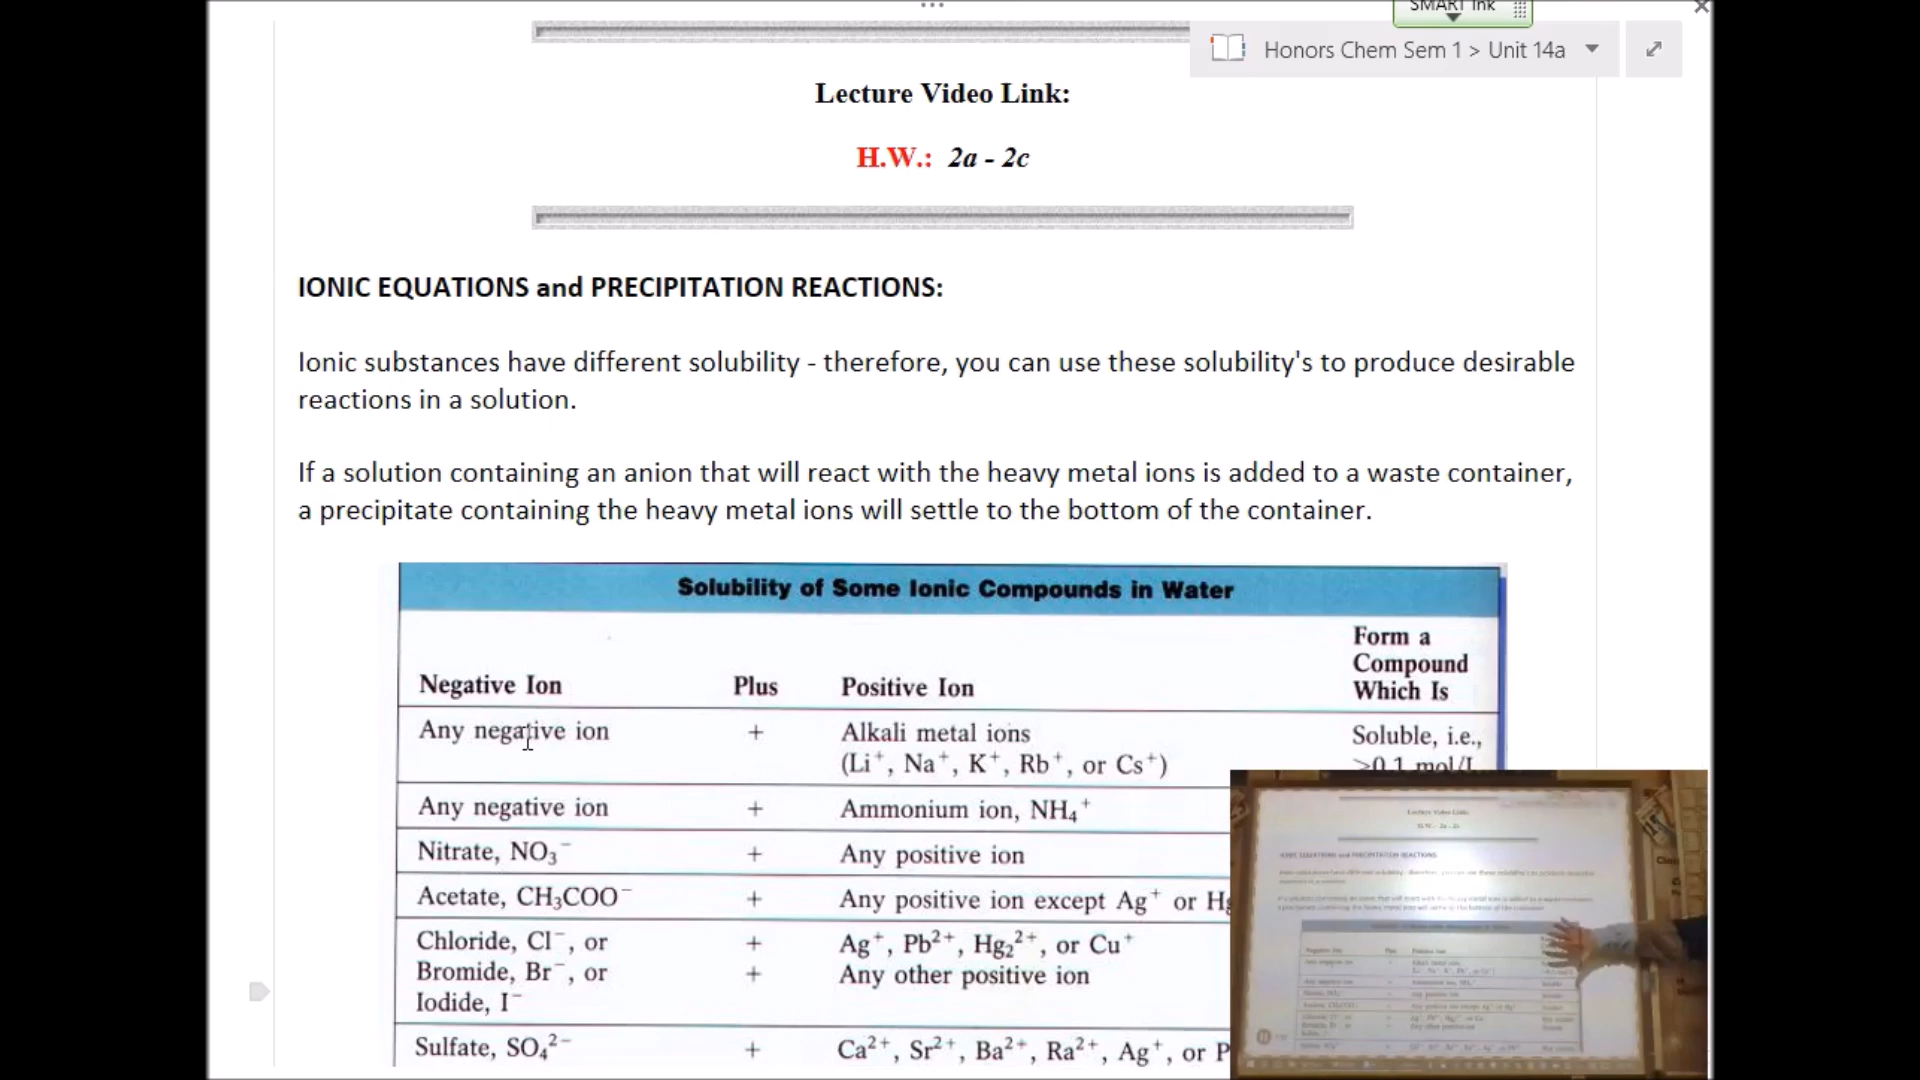 SMART Ink
Honors Chem Sem 1 > Unit 14a
Lecture Video Link:
H.W.: 2a - 2c
IONIC EQUATIONS and PRECIPITATION REACTIONS:
Ionic substances have different solubility - therefore, you can use these solubility's to produce desirable
reactions in a solution.
If a solution containing an anion that will react with the heavy metal ions is added to a waste container,
a precipitate containing the heavy metal ions will settle to the bottom of the container.
Solubility of Some Ionic Compounds in Water
Form a
Compound
Negative Ion Plus Positive Ion Which Is
Any negative ion + Alkali metal ions Soluble, i.e.,
(Li⁺, Na⁺, K⁺, Rb⁺, or Cs⁺) >0.1 mol/L
Any negative ion + Ammonium ion, NH₄⁺
Nitrate, NO₃⁻ + Any positive ion
Acetate, CH₃COO⁻ + Any positive ion except Ag⁺ or Hg
Chloride, Cl⁻, or + Ag⁺, Pb²⁺, Hg₂²⁺, or Cu⁺
Bromide, Br⁻, or + Any other positive ion
Iodide, I⁻
Sulfate, SO₄²⁻ + Ca²⁺, Sr²⁺, Ba²⁺, Ra²⁺, Ag⁺, or P